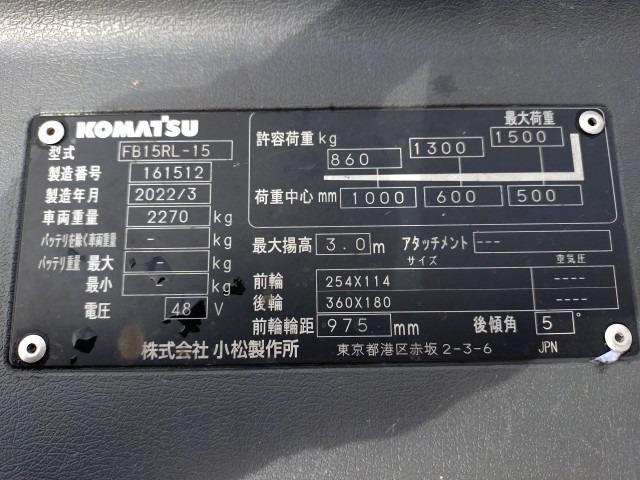 KOMATSU
型式 FB15RL-15
製造番号 161512
製造年月 2022/3
車両重量 2270 kg
バッテリを除く車両重量 - kg
バッテリ重量 最大 - kg
最小 kg
電圧 48 V
最大荷重
許容荷重 kg 860 1300 1500
荷重中心 mm 1000 600 500
最大揚高 3.0 m アタッチメント ---
サイズ 空気圧
前輪 254X114 ----
後輪 360X180 ----
前輪輪距 975 mm 後傾角 5°
株式会社 小松製作所 東京都港区赤坂 2-3-6 JPN